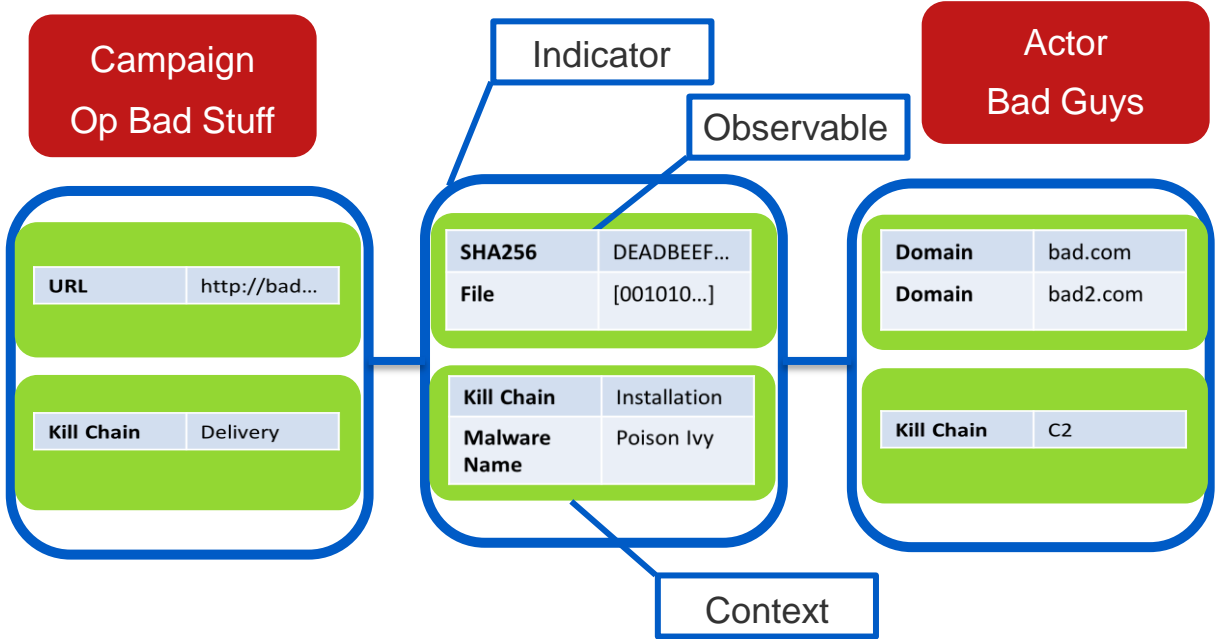 Campaign
Op Bad Stuff
Indicator
Observable
Actor
Bad Guys
URL http://bad...
Kill Chain Delivery
SHA256 DEADBEEF...
File [001010...]
Kill Chain Installation
Malware Poison Ivy
Name
Domain bad.com
Domain bad2.com
Kill Chain C2
Context